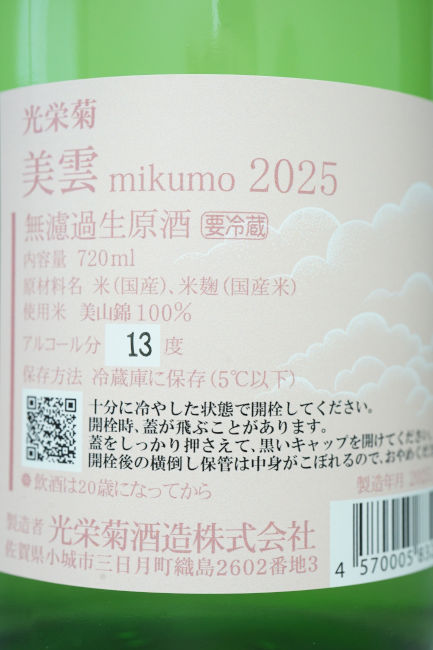 光栄菊
美雲 mikumo 2025
無濾過生原酒 要冷蔵
内容量 720ml
原材料名 米(国産)、米麹(国産米)
使用米 美山錦100%
アルコール分 13 度
保存方法 冷蔵庫に保存(5℃以下)
十分に冷やした状態で開栓してください。
開栓時、蓋が飛ぶことがあります。
蓋をしっかり押さえて、黒いキャップを開けてください。
開栓後の横倒し保管は中身がこぼれるので、おやめくだ
●飲酒は20歳になってから
製造年月 2025
製造者 光栄菊酒造株式会社
佐賀県小城市三日月町織島2602番地3
4 570005 83